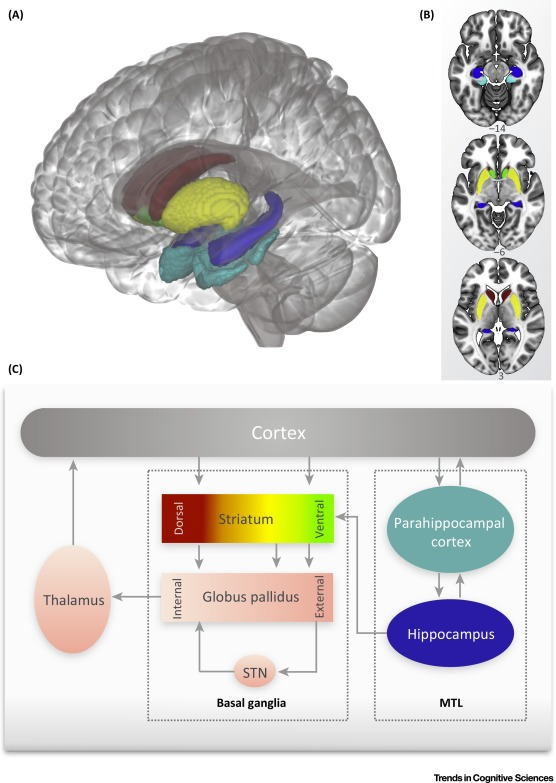 (A)
(B)
−14
−6
3
(C)
Cortex
Dorsal
Striatum
Ventral
Parahippocampal
cortex
Thalamus
Internal
Globus pallidus
External
Hippocampus
STN
Basal ganglia
MTL
Trends in Cognitive Sciences